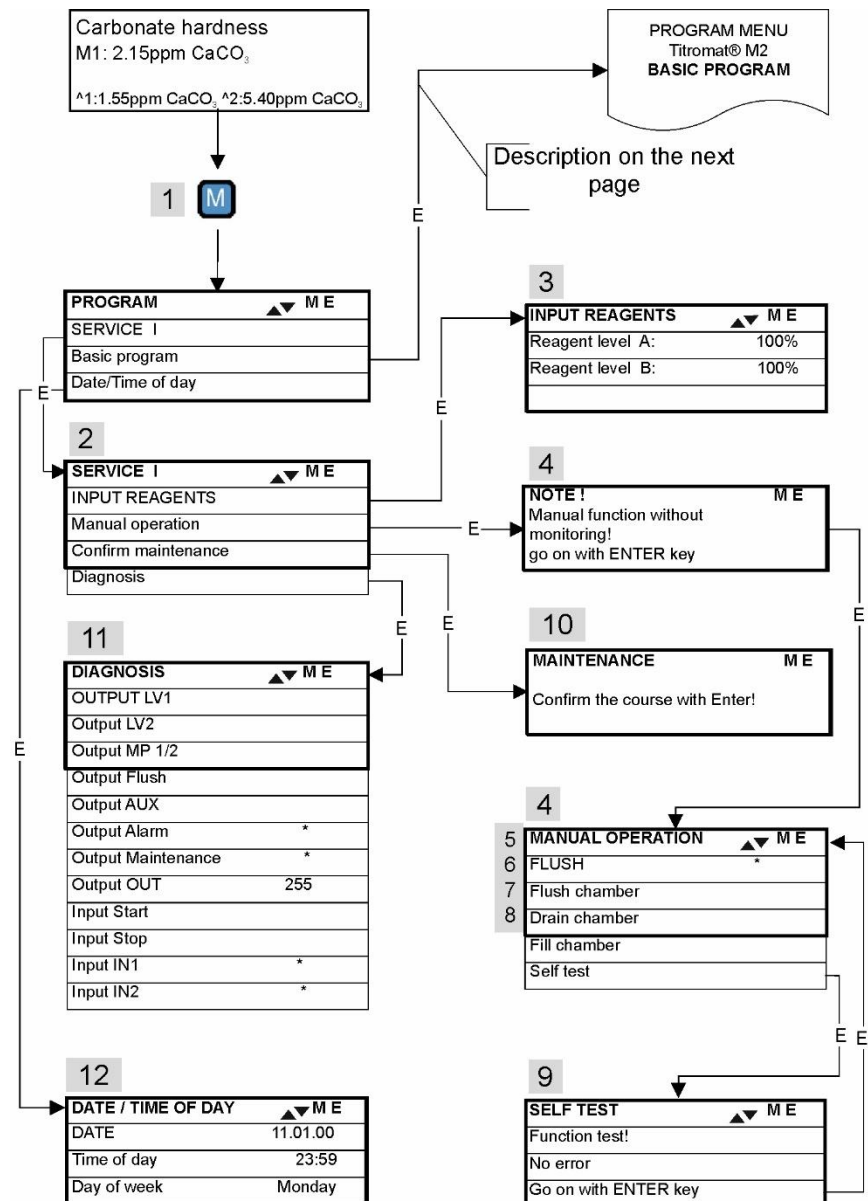 Carbonate hardness
M1: 2.15ppm CaCO₃
^1:1.55ppm CaCO₃ ^2:5.40ppm CaCO₃
PROGRAM MENU
Titromat® M2
BASIC PROGRAM
Description on the next
page
1 M
E
PROGRAM ▲▼ M E
SERVICE I
Basic program
Date/Time of day
E
3
INPUT REAGENTS ▲▼ M E
Reagent level A: 100%
Reagent level B: 100%
E
2
SERVICE I ▲▼ M E
INPUT REAGENTS
Manual operation
Confirm maintenance
Diagnosis
E
4
NOTE ! M E
Manual function without
monitoring!
go on with ENTER key
E
E
E
10
MAINTENANCE M E
Confirm the course with Enter!
11
DIAGNOSIS ▲▼ M E
OUTPUT LV1
Output LV2
Output MP 1/2
Output Flush
Output AUX
Output Alarm *
Output Maintenance *
Output OUT 255
Input Start
Input Stop
Input IN1 *
Input IN2 *
E
4
5 MANUAL OPERATION ▲▼ M E
6 FLUSH *
7 Flush chamber
8 Drain chamber
Fill chamber
Self test
E E
12
DATE / TIME OF DAY ▲▼ M E
DATE 11.01.00
Time of day 23:59
Day of week Monday
9
SELF TEST ▲▼ M E
Function test!
No error
Go on with ENTER key